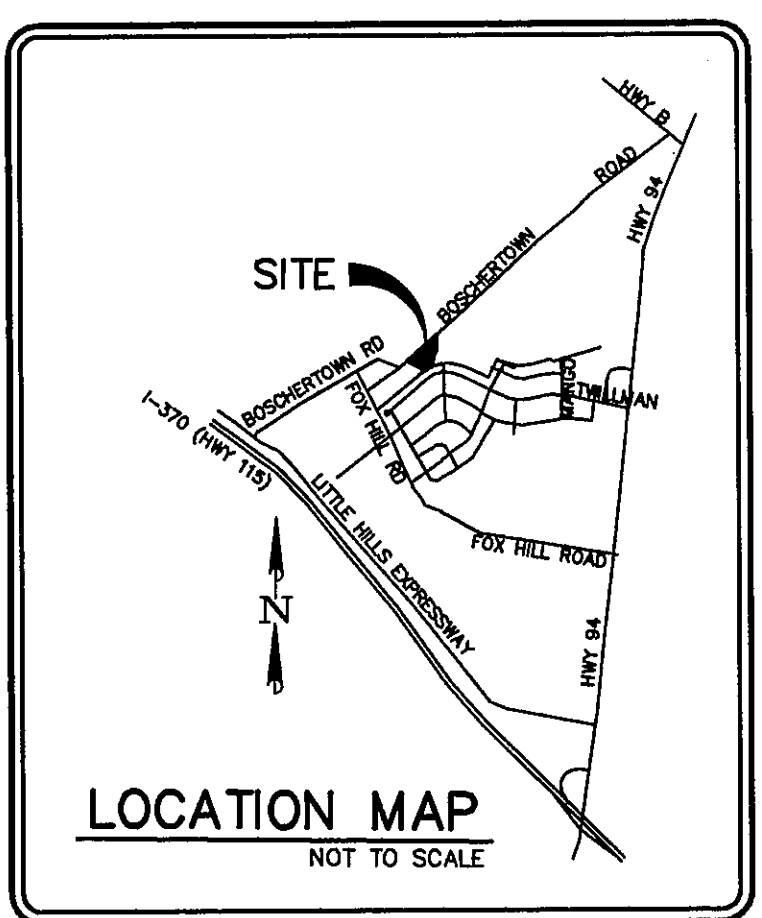 HWY B
ROAD
HWY 94
BOSCHERTOWN
SITE
BOSCHERTOWN RD
MANGO
TWILLMAN
FOX HILL RD
I-370 (HWY 115)
LITTLE HILLS EXPRESSWAY
FOX HILL ROAD
N
HWY 94
LOCATION MAP
NOT TO SCALE